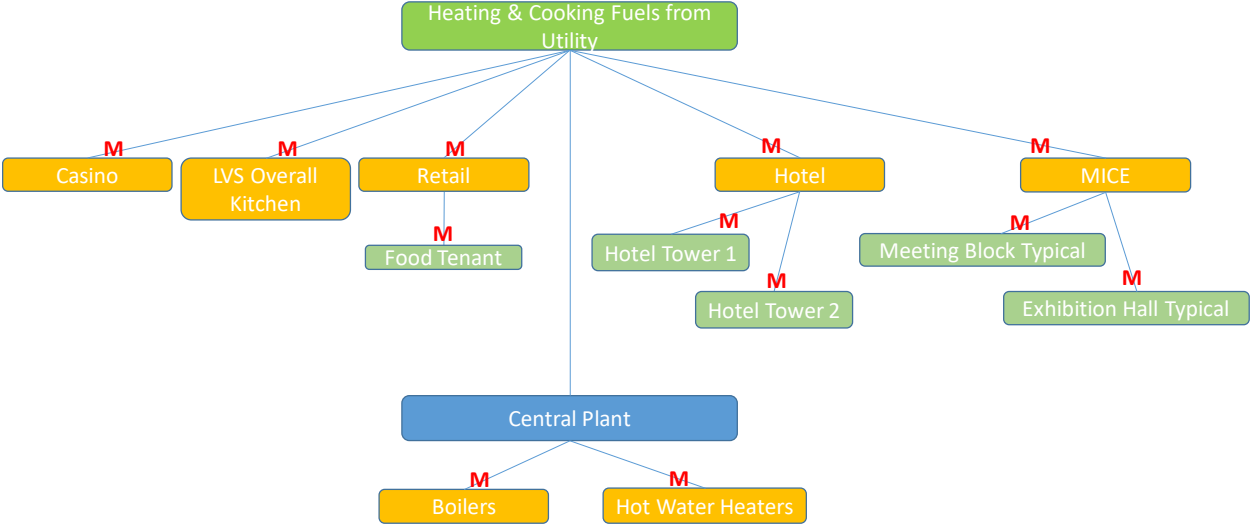 Heating & Cooking Fuels from
Utility
M
M
M
M
M
Casino
LVS Overall
Kitchen
Retail
Hotel
MICE
M
M
M
M
M
Food Tenant
Hotel Tower 1
Hotel Tower 2
Meeting Block Typical
Exhibition Hall Typical
Central Plant
M
M
Boilers
Hot Water Heaters